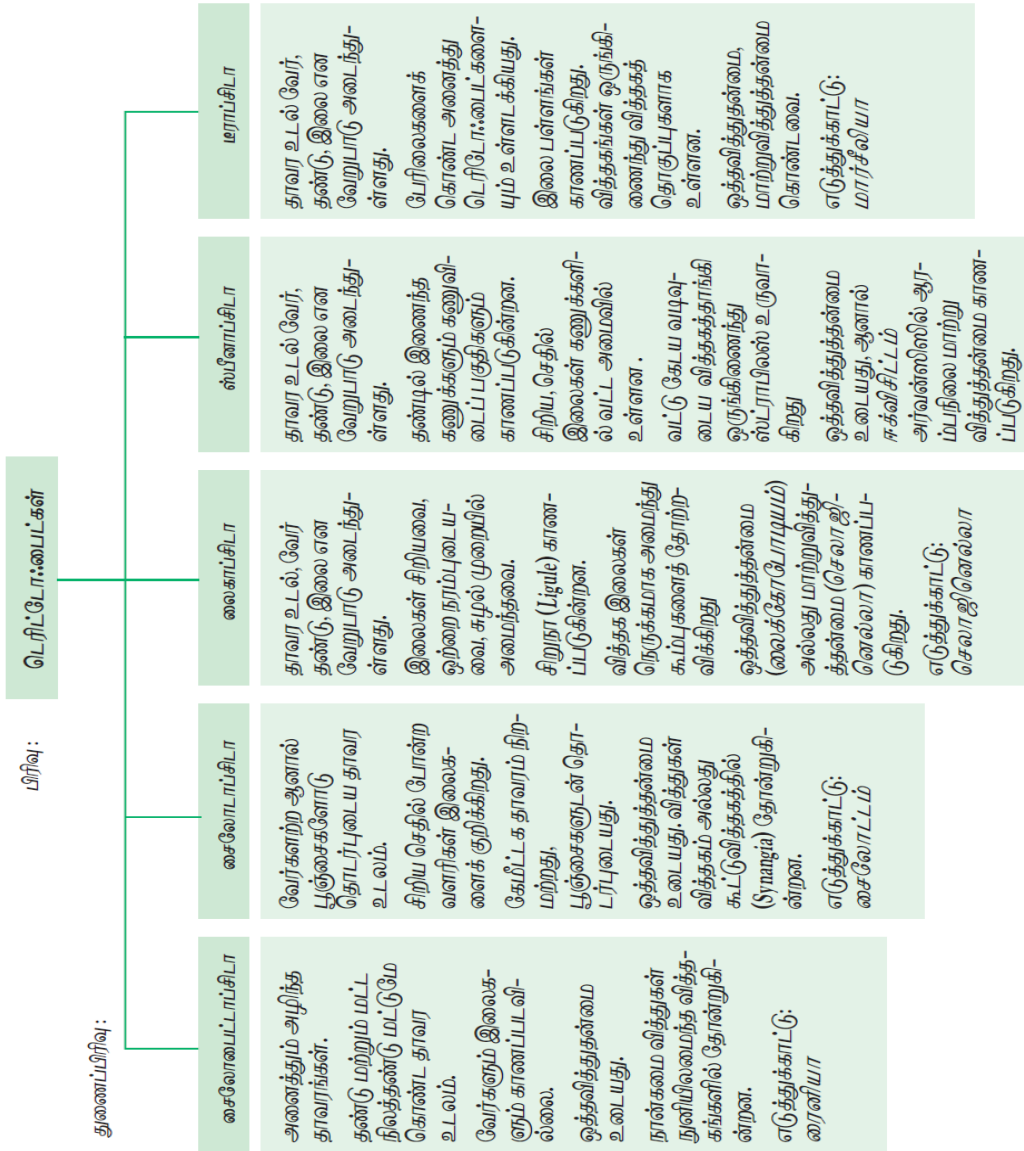 பிரிவு :
டெரிட்டோஃபைட்கள்
துணைப்பிரிவு:
சைலோபைட்டாப்சிடா
அனைத்தும் அழிந்த
தாவரங்கள்.
தண்டு மற்றும் மட்ட
நிலத்தண்டு மட்டுமே
கொண்ட தாவர
உடலம்.
வேர்களும் இலைக-
ளும் காணப்படவி-
ல்லை.
ஒத்தவித்துதன்மை
உடையது.
நான்கமை வித்துகள்
நுனியிலமைந்த வித்த-
கங்களில் தோன்றுகி-
ன்றன.
எடுத்துக்காட்டு:
ரைனியா
சைலோடாப்சிடா
வேர்களற்ற ஆனால்
பூஞ்சைகளோடு
தொடர்புடைய தாவர
உடலம்.
சிறிய செதில் போன்ற
வளரிகள் இலைக-
ளைக் குறிக்கிறது.
கேமீட்டக தாவரம் நிற-
மற்றது,
பூஞ்சைகளுடன் தொ-
டர்புடையது.
ஒத்தவித்துத்தன்மை
உடையது. வித்துகள்
வித்தகம் அல்லது
கூட்டுவித்தகத்தில்
(Synangia) தோன்றுகி-
ன்றன.
எடுத்துக்காட்டு:
சைலோட்டம்
லைகாப்சிடா
தாவர உடல், வேர்
தண்டு, இலை என
வேறுபாடு அடைந்து-
ள்ளது.
இலைகள் சிறியவை,
ஒற்றை நரம்புடைய-
வை, சுழல் முறையில்
அமைந்தவை.
சிறுநா (Ligule) காண-
ப்படுகின்றன.
வித்தக இலைகள்
நெருக்கமாக அமைந்து
கூம்புகளைத் தோற்ற-
விக்கிறது
ஒத்தவித்துத்தன்மை
(லைக்கோபோடியம்)
அல்லது மாற்றுவித்து-
த்தன்மை (செலாஜி-
னெல்லா) காணப்ப-
டுகிறது.
எடுத்துக்காட்டு:
செலாஜினெல்லா
ஸ்பீனாப்சிடா
தாவர உடல் வேர்,
தண்டு, இலை என
வேறுபாடு அடைந்து-
ள்ளது.
தண்டில் இணைந்த
கணுக்களும் கணுவி-
டைப் பகுதிகளும்
காணப்படுகின்றன.
சிறிய, செதில்
இலைகள் கணுக்களி-
ல் வட்ட அமைவில்
உள்ளன .
வட்டு கேடய வடிவு-
டைய வித்தகத்தாங்கி
ஒருங்கிணைந்து
ஸ்ட்ராபிலஸ் உருவா-
கிறது
ஒத்தவித்துத்தன்மை
உடையது, ஆனால்
ஈக்விசிட்டம்
அர்வன்ஸிஸில் ஆர-
ம்பநிலை மாற்று
வித்துத்தன்மை காண-
ப்படுகிறது.
டீராப்சிடா
தாவர உடல் வேர்,
தண்டு, இலை என
வேறுபாடு அடைந்து-
ள்ளது.
பேரிலைகளைக்
கொண்ட அனைத்து
டெரிடோஃபைட்களை-
யும் உள்ளடக்கியது.
இலை பள்ளங்கள்
காணப்படுகிறது.
வித்தகங்கள் ஒருங்கி-
ணைந்து வித்தகத்
தொகுப்புகளாக
உள்ளன.
ஒத்தவித்துதன்மை,
மாற்றுவித்துத்தன்மை
கொண்டவை.
எடுத்துக்காட்டு:
மார்சீலியா